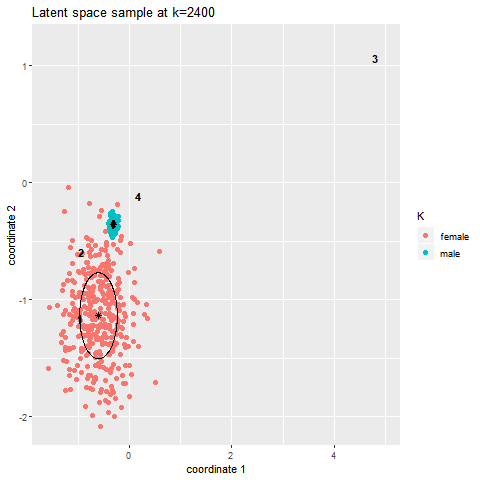 Latent space sample at k=2400
3
1
0
4
2
-1
-2
0
2
4
coordinate 1
coordinate 2
K
female
male